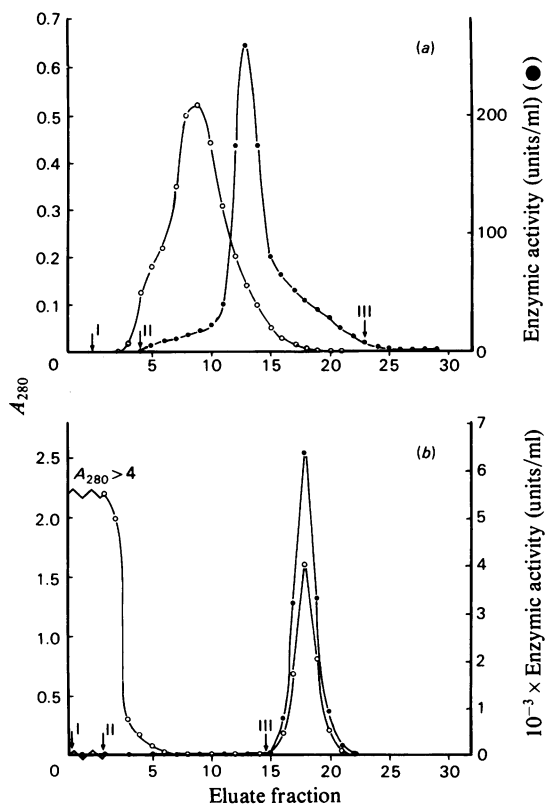 0.7
0.6
0.5
0.4
0.3
0.2
0.1
0
(a)
200
100
0
I
II
III
5
10
15
20
25
30
Enzymic activity (units/ml) (●)
A280
2.5
2.0
1.5
1.0
0.5
0
A280 > 4
(b)
7
6
5
4
3
2
1
0
I
II
III
5
10
15
20
25
30
10−3 × Enzymic activity (units/ml)
Eluate fraction